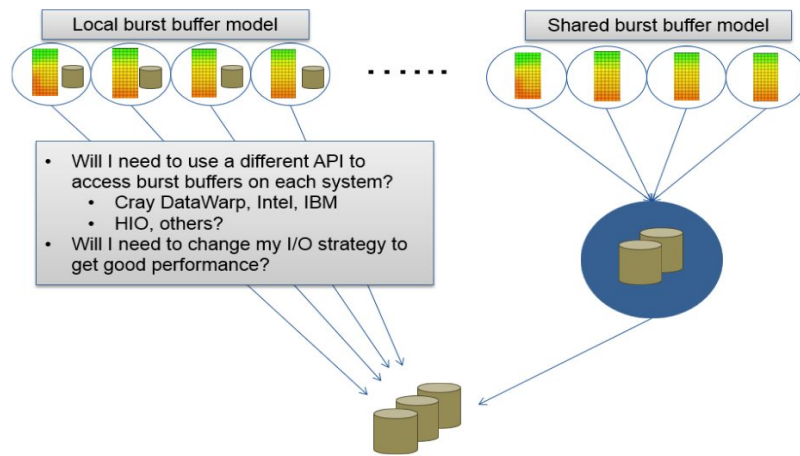 Local burst buffer model
Shared burst buffer model
• Will I need to use a different API to
access burst buffers on each system?
• Cray DataWarp, Intel, IBM
• HIO, others?
• Will I need to change my I/O strategy to
get good performance?